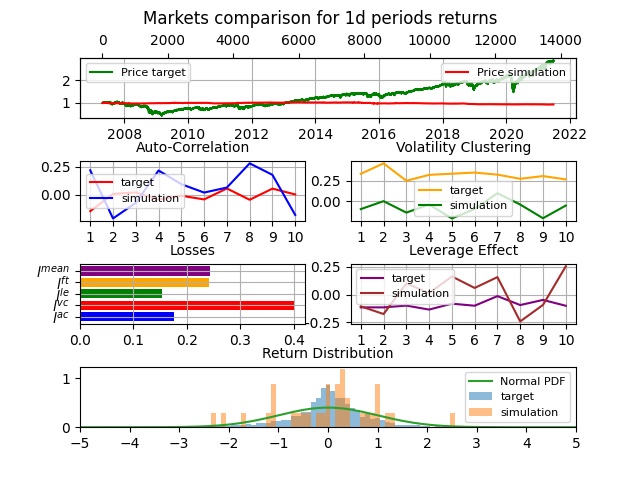 Markets comparison for 1d periods returns
0 2000 4000 6000 8000 10000 12000 14000
Price target
Price simulation
2
1
2008 2010 2012 2014 2016 2018 2020 2022
Auto-Correlation
0.25
0.00
target
simulation
1 2 3 4 5 6 7 8 9 10
Volatility Clustering
0.25
0.00
target
simulation
1 2 3 4 5 6 7 8 9 10
Losses
l^mean
l^ft
l^le
l^vc
l^ac
0.0 0.1 0.2 0.3 0.4
Leverage Effect
0.25
0.00
-0.25
target
simulation
1 2 3 4 5 6 7 8 9 10
Return Distribution
1
0
Normal PDF
target
simulation
−5 −4 −3 −2 −1 0 1 2 3 4 5